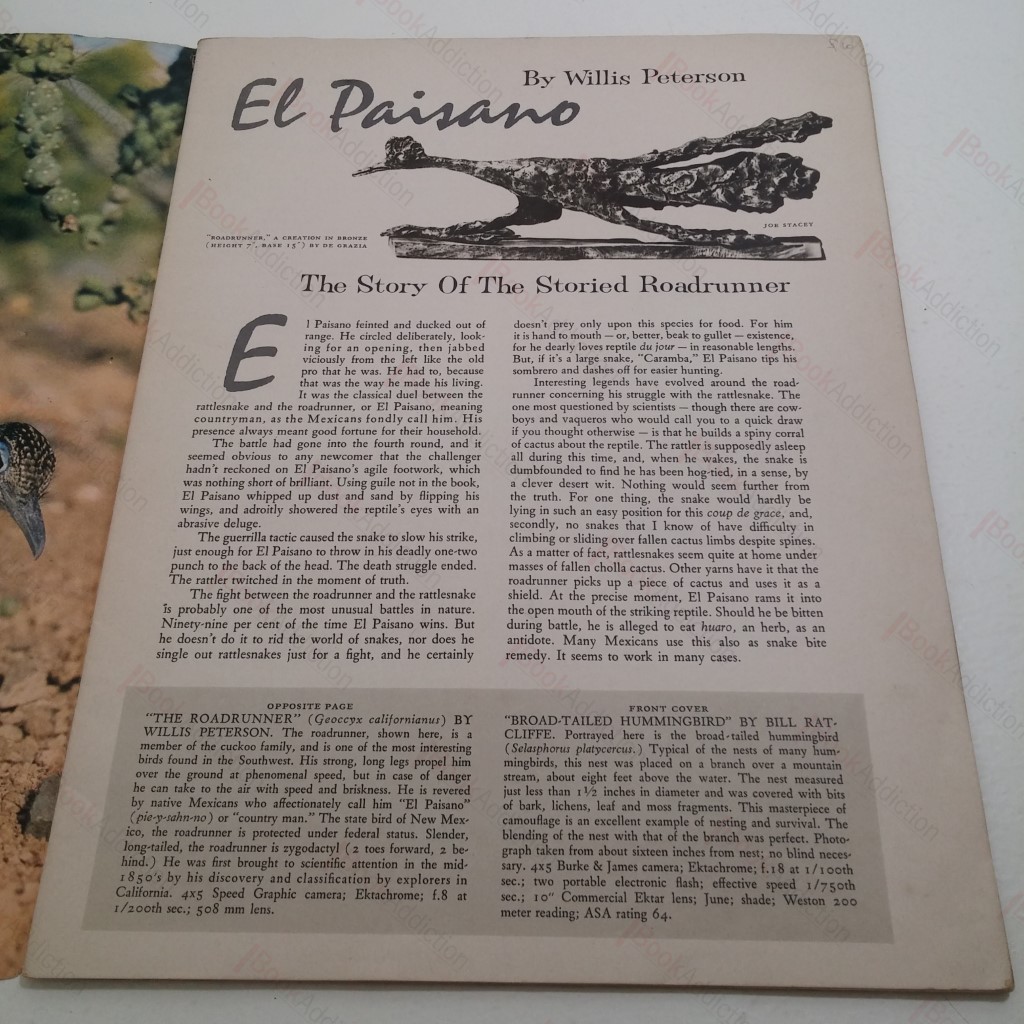 By Willis Peterson
El Paisano
JOE STACEY
"ROADRUNNER," A CREATION IN BRONZE
(HEIGHT 7", BASE 15") BY DE GRAZIA
The Story Of The Storied Roadrunner
El Paisano feinted and ducked out of
range. He circled deliberately, look-
ing for an opening, then jabbed
viciously from the left like the old
pro that he was. He had to, because
that was the way he made his living.
It was the classical duel between the
rattlesnake and the roadrunner, or El Paisano, meaning
countryman, as the Mexicans fondly call him. His
presence always meant good fortune for their household.
The battle had gone into the fourth round, and it
seemed obvious to any newcomer that the challenger
hadn't reckoned on El Paisano's agile footwork, which
was nothing short of brilliant. Using guile not in the book,
El Paisano whipped up dust and sand by flipping his
wings, and adroitly showered the reptile's eyes with an
abrasive deluge.
The guerrilla tactic caused the snake to slow his strike,
just enough for El Paisano to throw in his deadly one-two
punch to the back of the head. The death struggle ended.
The rattler twitched in the moment of truth.
The fight between the roadrunner and the rattlesnake
is probably one of the most unusual battles in nature.
Ninety-nine per cent of the time El Paisano wins. But
he doesn't do it to rid the world of snakes, nor does he
single out rattlesnakes just for a fight, and he certainly
doesn't prey only upon this species for food. For him
it is hand to mouth — or, better, beak to gullet — existence,
for he dearly loves reptile du jour — in reasonable lengths.
But, if it's a large snake, "Caramba," El Paisano tips his
sombrero and dashes off for easier hunting.
Interesting legends have evolved around the road-
runner concerning his struggle with the rattlesnake. The
one most questioned by scientists — though there are cow-
boys and vaqueros who would call you to a quick draw
if you thought otherwise — is that he builds a spiny corral
of cactus about the reptile. The rattler is supposedly asleep
all during this time, and, when he wakes, the snake is
dumbfounded to find he has been hog-tied, in a sense, by
a clever desert wit. Nothing would seem further from
the truth. For one thing, the snake would hardly be
lying in such an easy position for this coup de grace, and,
secondly, no snakes that I know of have difficulty in
climbing or sliding over fallen cactus limbs despite spines.
As a matter of fact, rattlesnakes seem quite at home under
masses of fallen cholla cactus. Other yarns have it that the
roadrunner picks up a piece of cactus and uses it as a
shield. At the precise moment, El Paisano rams it into
the open mouth of the striking reptile. Should he be bitten
during battle, he is alleged to eat huaro, an herb, as an
antidote. Many Mexicans use this also as snake bite
remedy. It seems to work in many cases.
OPPOSITE PAGE
"THE ROADRUNNER" (Geoccyx californianus) BY
WILLIS PETERSON. The roadrunner, shown here, is a
member of the cuckoo family, and is one of the most interesting
birds found in the Southwest. His strong, long legs propel him
over the ground at phenomenal speed, but in case of danger
he can take to the air with speed and briskness. He is revered
by native Mexicans who affectionately call him "El Paisano"
(pie-y-sahn-no) or "country man." The state bird of New Mex-
ico, the roadrunner is protected under federal status. Slender,
long-tailed, the roadrunner is zygodactyl (2 toes forward, 2 be-
hind.) He was first brought to scientific attention in the mid-
1850's by his discovery and classification by explorers in
California. 4x5 Speed Graphic camera; Ektachrome; f.8 at
1/200th sec.; 508 mm lens.
FRONT COVER
"BROAD-TAILED HUMMINGBIRD" BY BILL RAT-
CLIFFE. Portrayed here is the broad-tailed hummingbird
(Selasphorus platycercus.) Typical of the nests of many hum-
mingbirds, this nest was placed on a branch over a mountain
stream, about eight feet above the water. The nest measured
just less than 1½ inches in diameter and was covered with bits
of bark, lichens, leaf and moss fragments. This masterpiece of
camouflage is an excellent example of nesting and survival. The
blending of the nest with that of the branch was perfect. Photo-
graph taken from about sixteen inches from nest; no blind neces-
sary. 4x5 Burke & James camera; Ektachrome; f.18 at 1/100th
sec.; two portable electronic flash; effective speed 1/750th
sec.; 10" Commercial Ektar lens; June; shade; Weston 200
meter reading; ASA rating 64.
BookAddiction